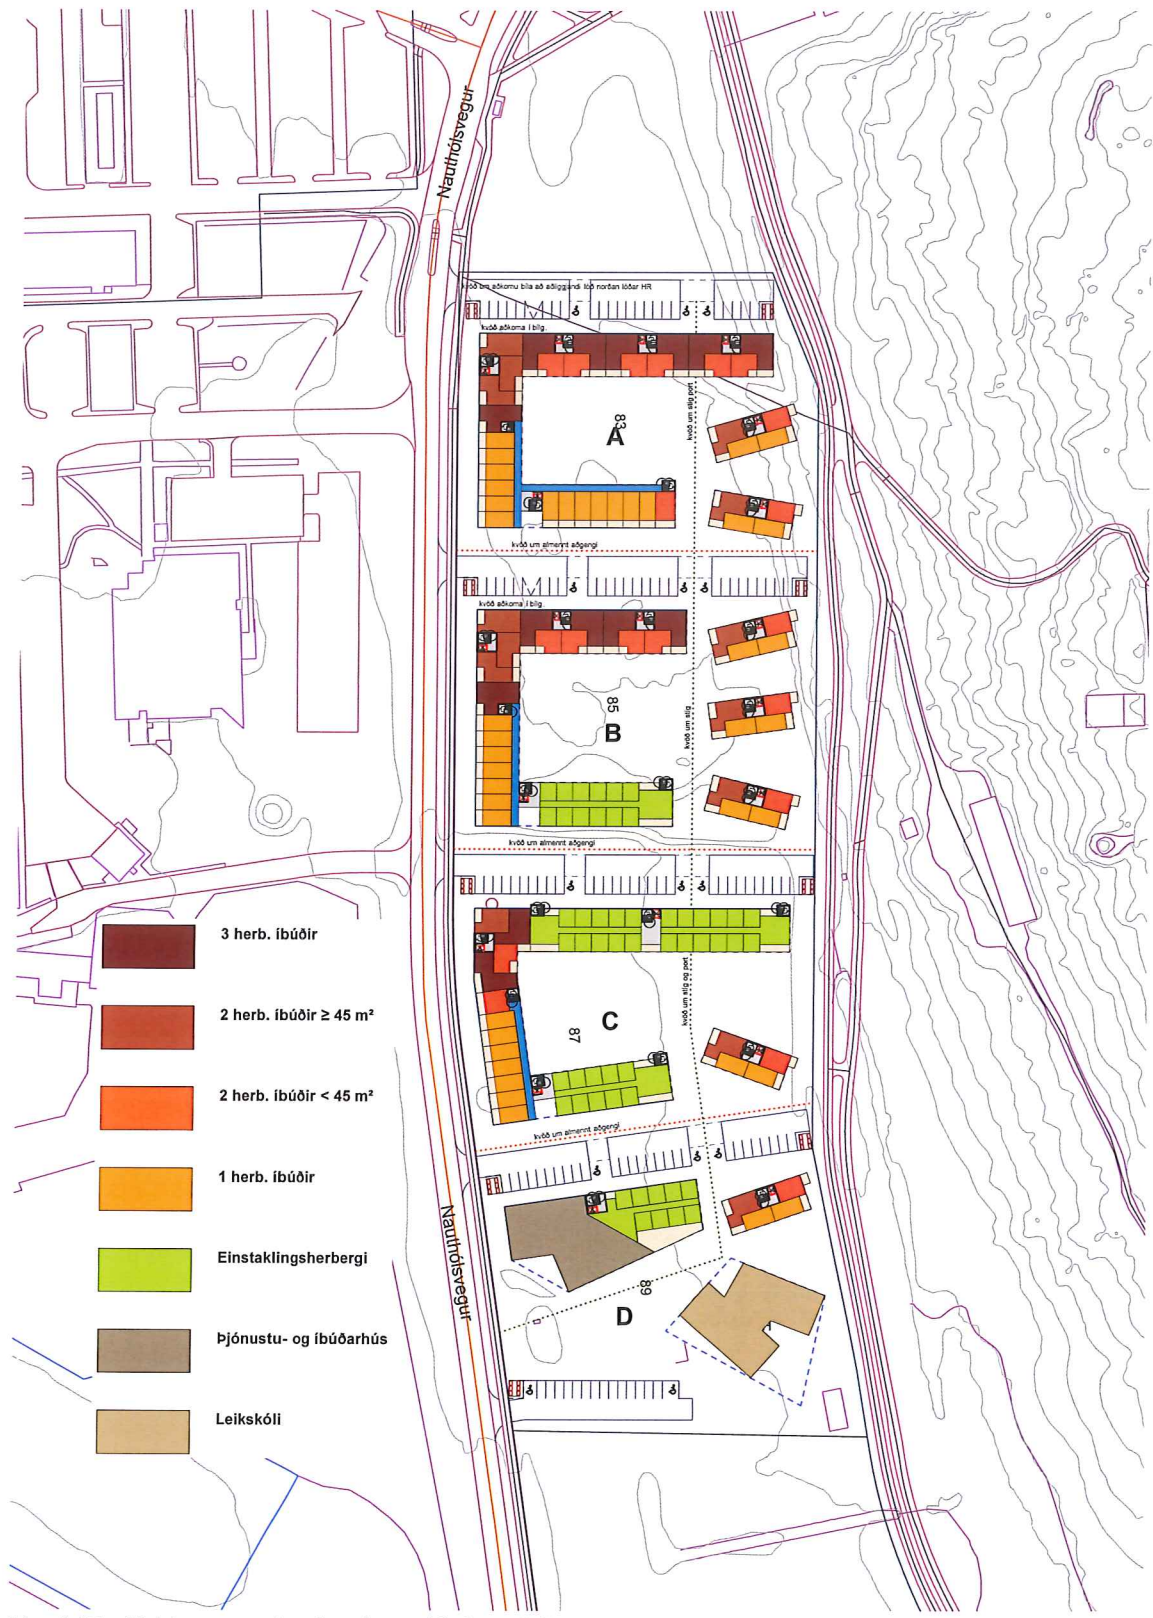 Nauthólsvegur
kvöð um aðkomu bíla að aðliggjandi lóð norðan lóðar HR
kvöð aðkoma í bílg.
83
A
kvöð um stíg port
kvöð um almennt aðgengi
kvöð aðkoma í bílg.
85
B
kvöð um stíg
kvöð um almennt aðgengi
3 herb. íbúðir
2 herb. íbúðir ≥ 45 m²
2 herb. íbúðir < 45 m²
1 herb. íbúðir
Einstaklingsherbergi
Þjónustu- og íbúðarhús
Leikskóli
kvöð um stíg og port
C
87
kvöð um almennt aðgengi
Nauthólsvegur
89
D